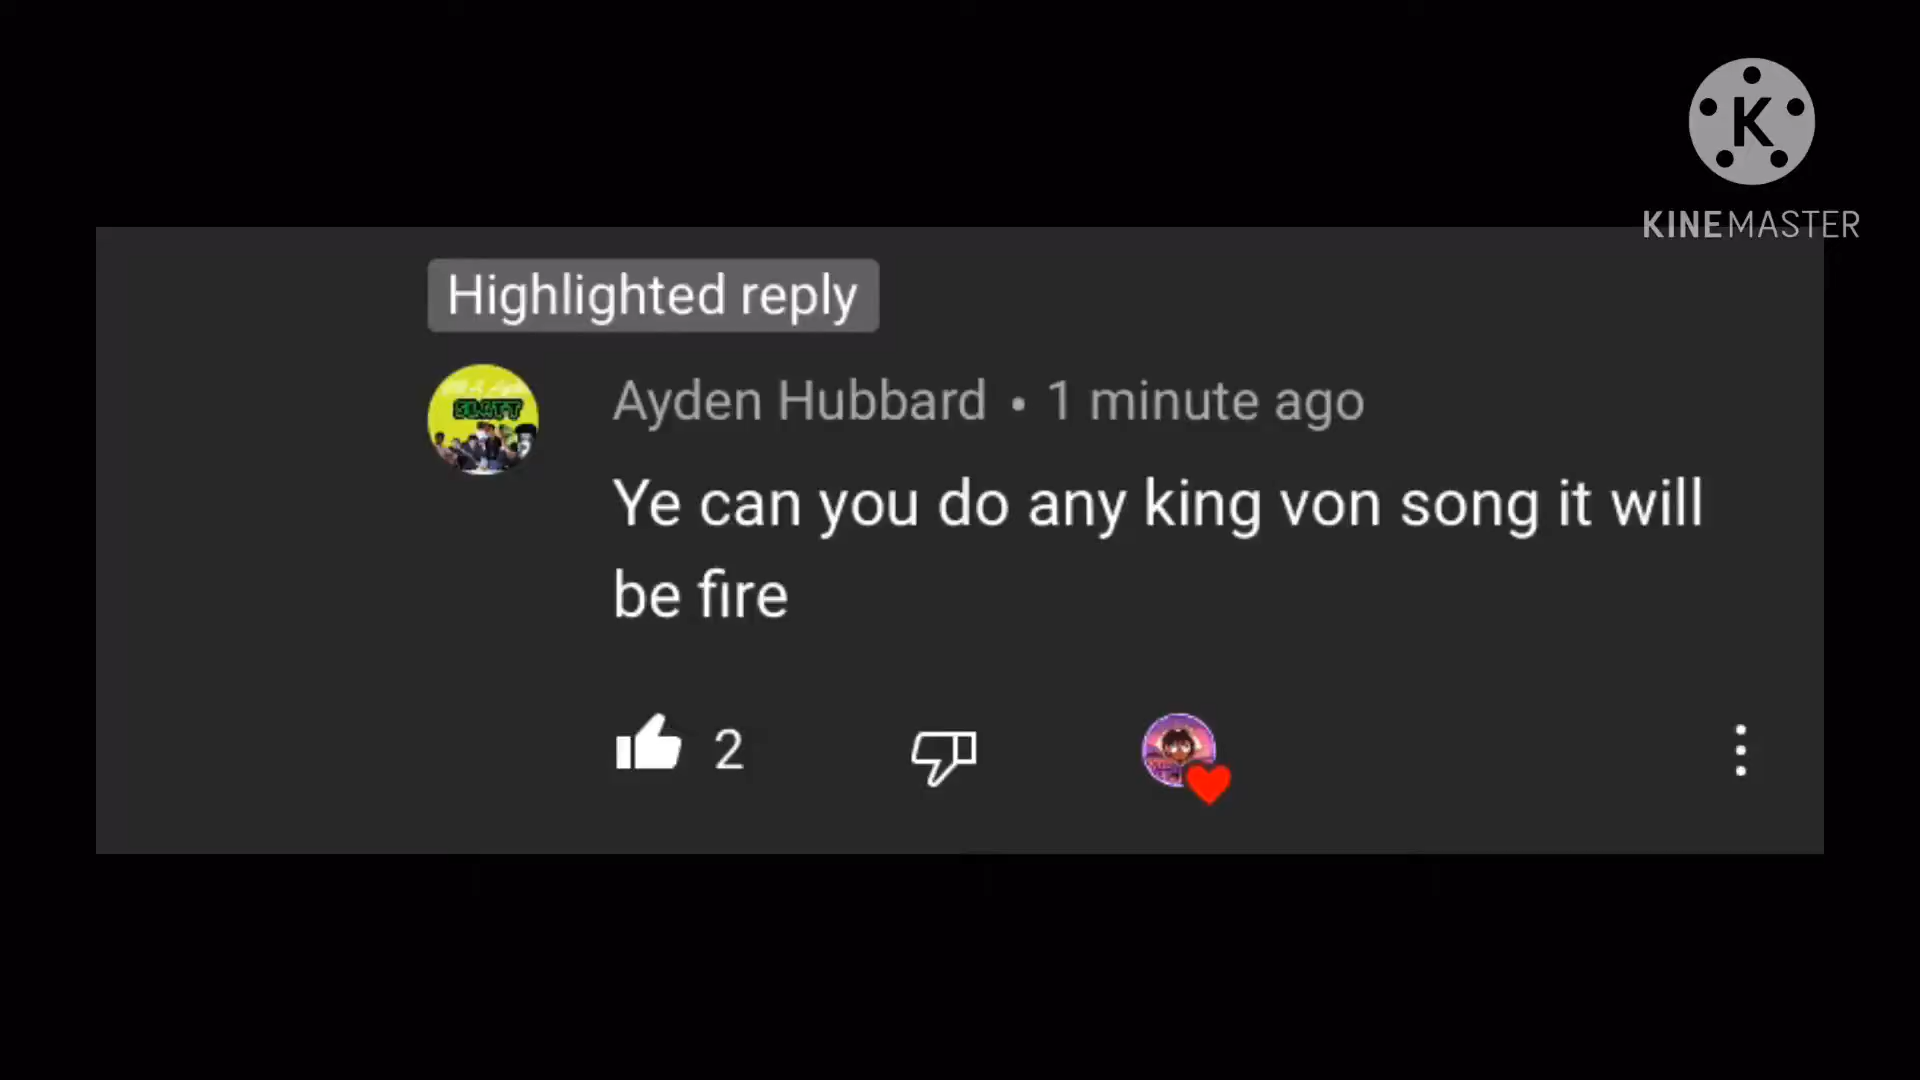 K
KINEMASTER
Highlighted reply
SLATT
Ayden Hubbard • 1 minute ago
Ye can you do any king von song it will
be fire
2